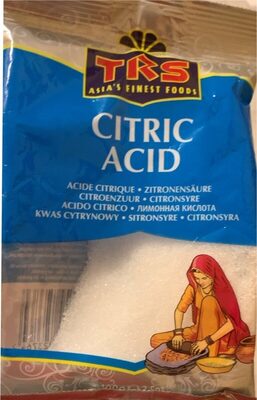 TRS
ASIA'S FINEST FOODS
CITRIC
ACID
ACIDE CITRIQUE • ZITRONENSÄURE
CITROENZUUR • CITRONSYRE
ACIDO CITRICO • ЛИМОННАЯ КИСЛОТА
KWAS CYTRYNOWY • SITRONSYRE • CITRONSYRA